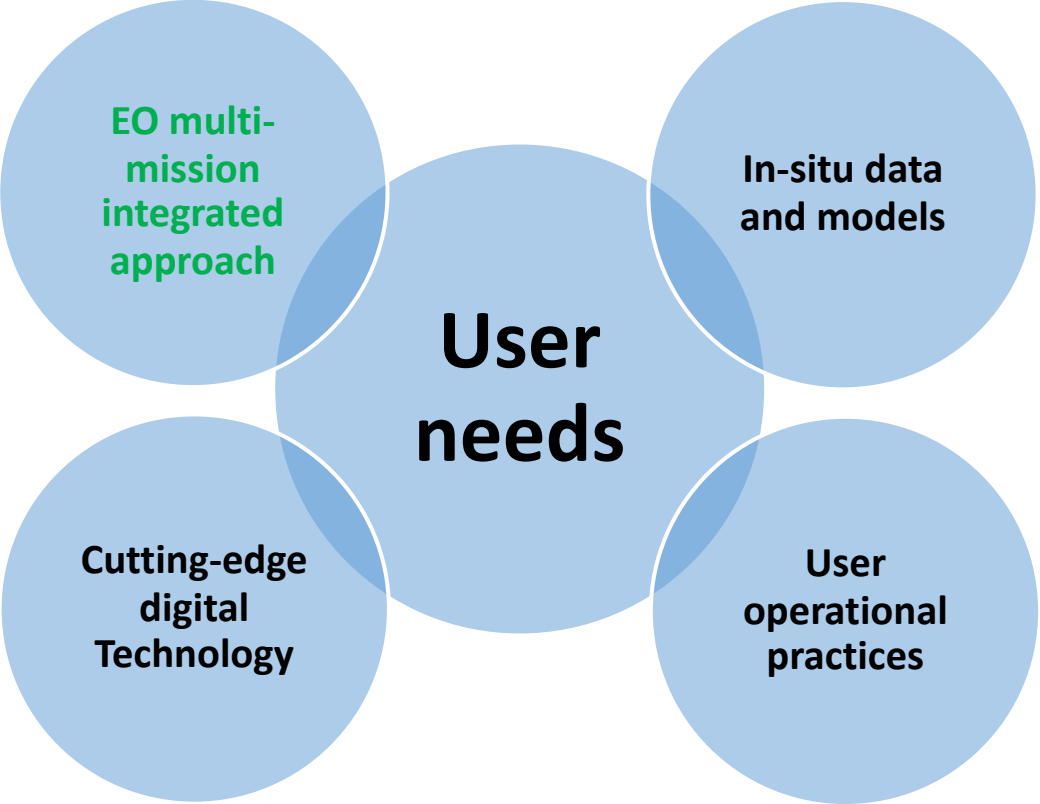 EO multi-
mission
integrated
approach
In-situ data
and models
User
needs
Cutting-edge
digital
Technology
User
operational
practices